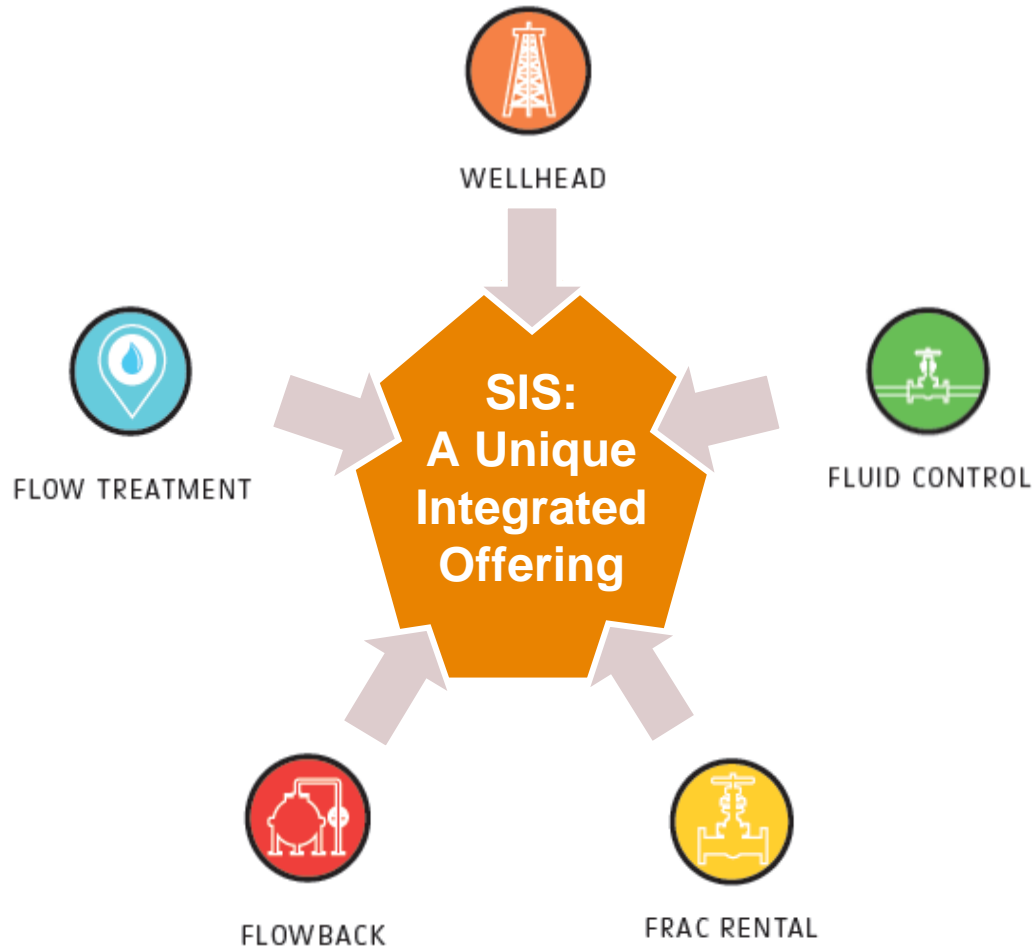 WELLHEAD
FLOW TREATMENT
SIS:
A Unique
Integrated
Offering
FLUID CONTROL
FLOWBACK
FRAC RENTAL